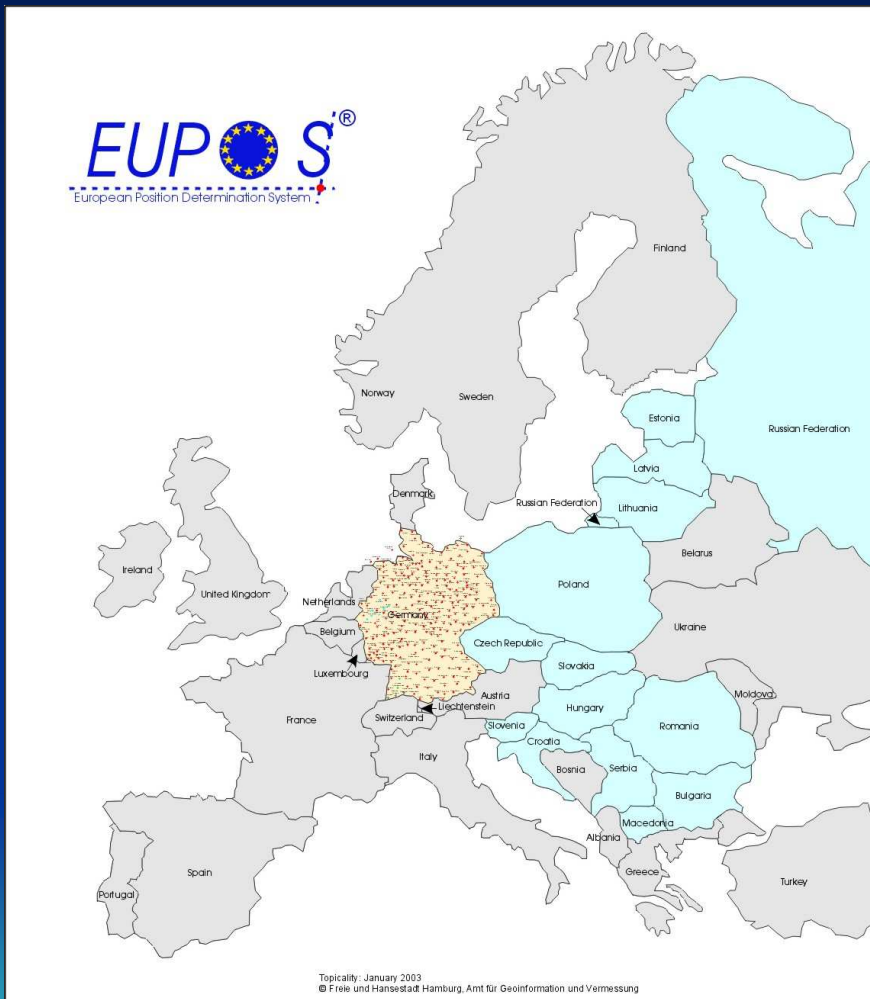 EUPOS®
European Position Determination System
Finland
Norway
Sweden
Estonia
Russian Federation
Latvia
Russian Federation
Lithuania
Denmark
Belarus
Ireland
United Kingdom
Netherlands
Germany
Poland
Belgium
Ukraine
Czech Republic
Luxembourg
Slovakia
Austria
Moldova
Liechtenstein
Hungary
France
Switzerland
Slovenia
Romania
Croatia
Italy
Bosnia
Serbia
Bulgaria
Macedonia
Albania
Spain
Greece
Turkey
Portugal
Topicality: January 2003
© Freie und Hansestadt Hamburg, Amt für Geoinformation und Vermessung